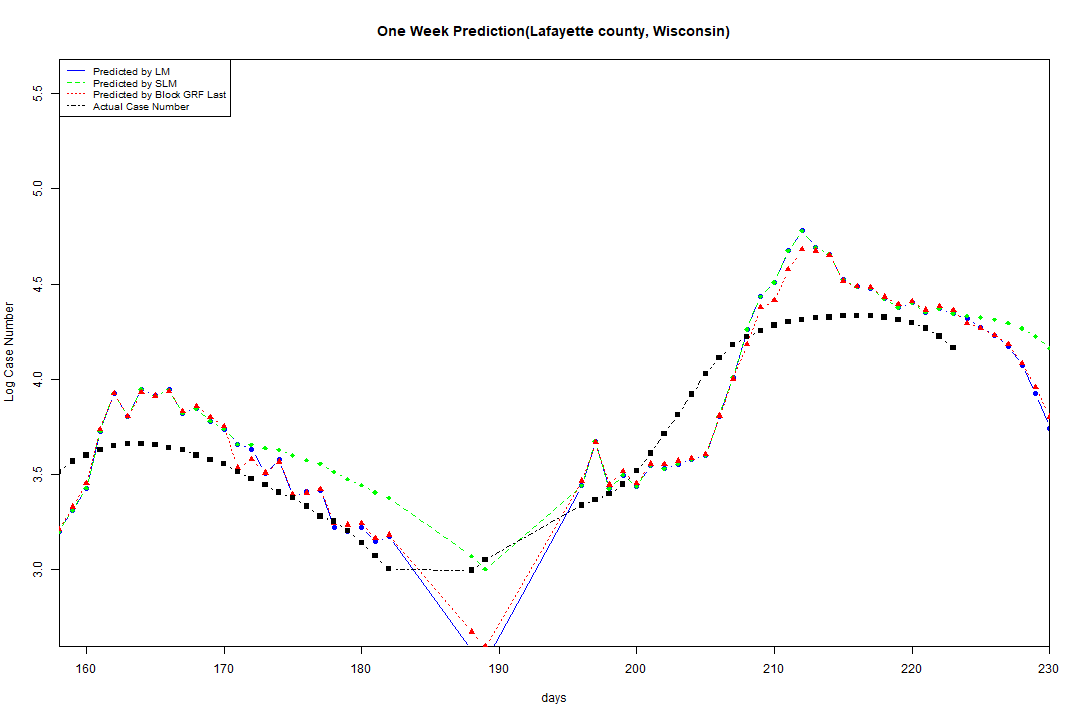 One Week Prediction(Lafayette county, Wisconsin)
Predicted by LM
Predicted by SLM
Predicted by Block GRF Last
Actual Case Number
5.5
5.0
4.5
4.0
3.5
3.0
Log Case Number
160 170 180 190 200 210 220 230
days